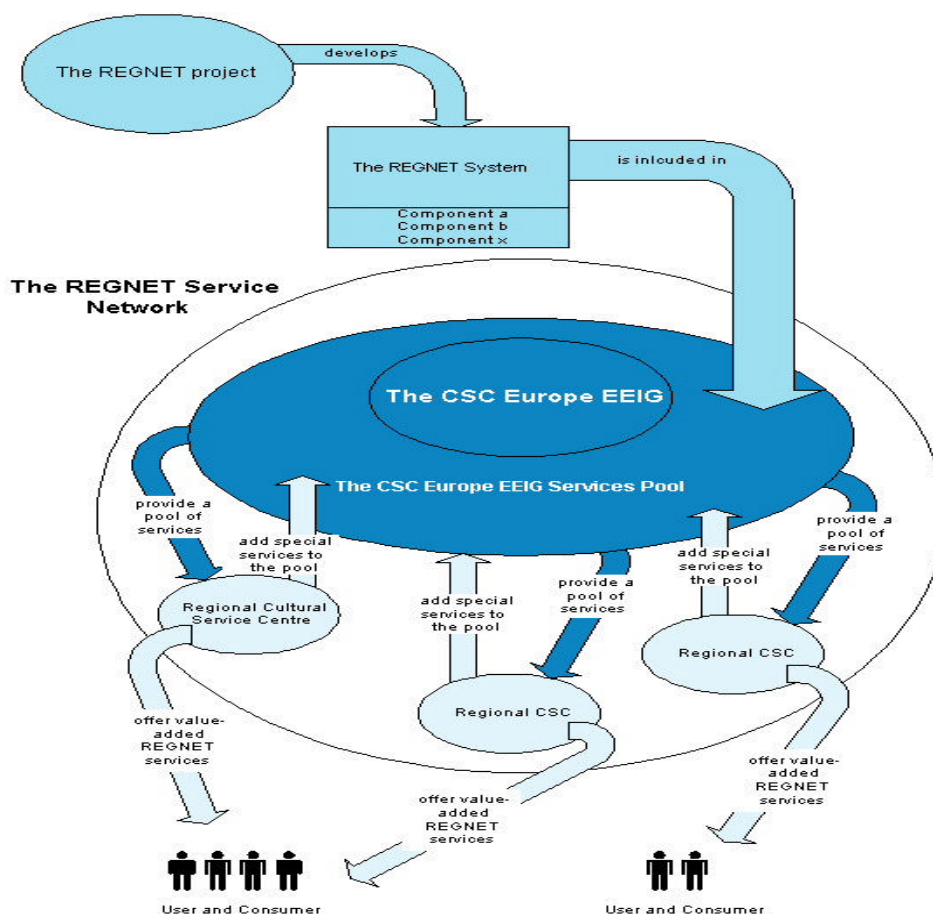 develops
The REGNET project
The REGNET System
is inlcuded in
Component a
Component b
Component x
The REGNET Service
Network
The CSC Europe EEIG
The CSC Europe EEIG Services Pool
provide a
pool of
services
add special
services to
the pool
add special
services to
the pool
provide a
pool of
services
add special
services to
the pool
provide a
pool of
services
Regional Cultural
Service Centre
Regional CSC
Regional CSC
offer value-
added
REGNET
services
offer value-
added
REGNET
services
offer value-
added
REGNET
services
User and Consumer
User and Consumer